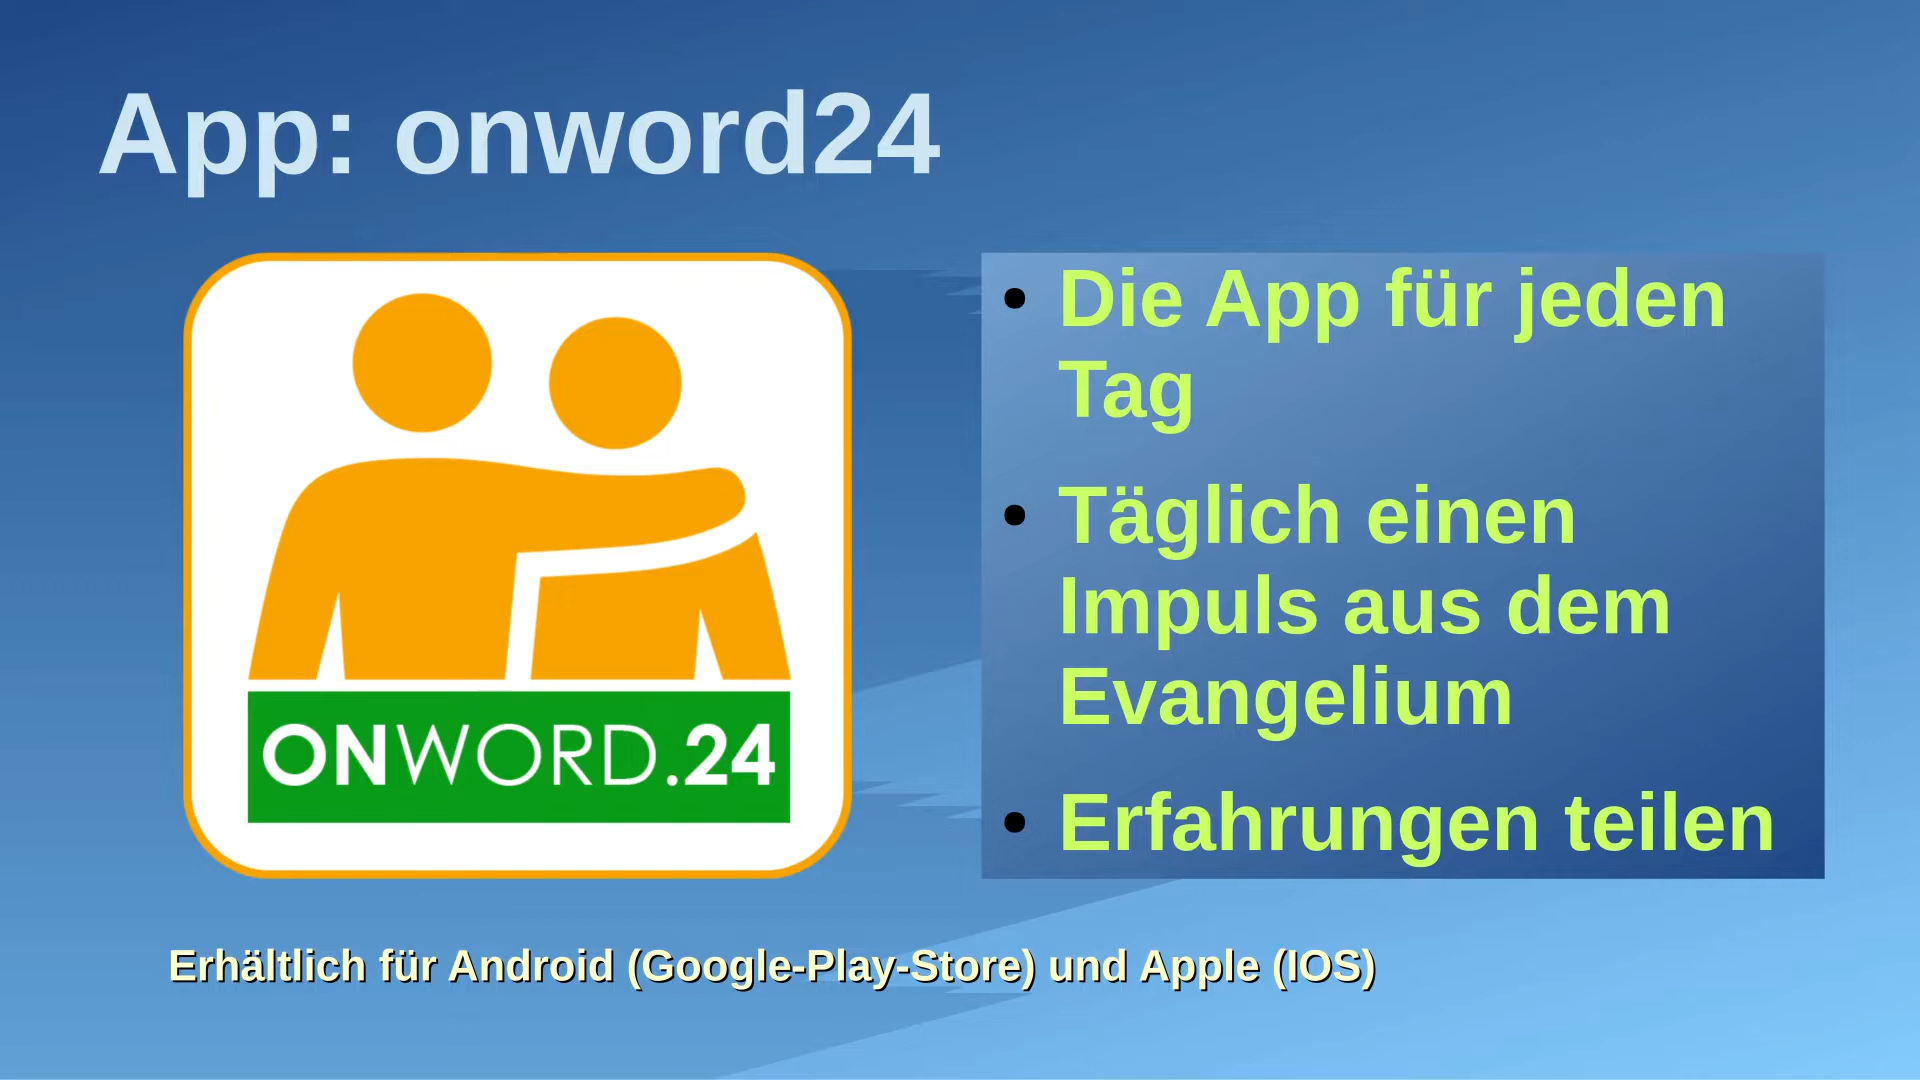 App: onword24
ONWORD.24
• Die App für jeden
Tag
• Täglich einen
Impuls aus dem
Evangelium
• Erfahrungen teilen
Erhältlich für Android (Google-Play-Store) und Apple (IOS)